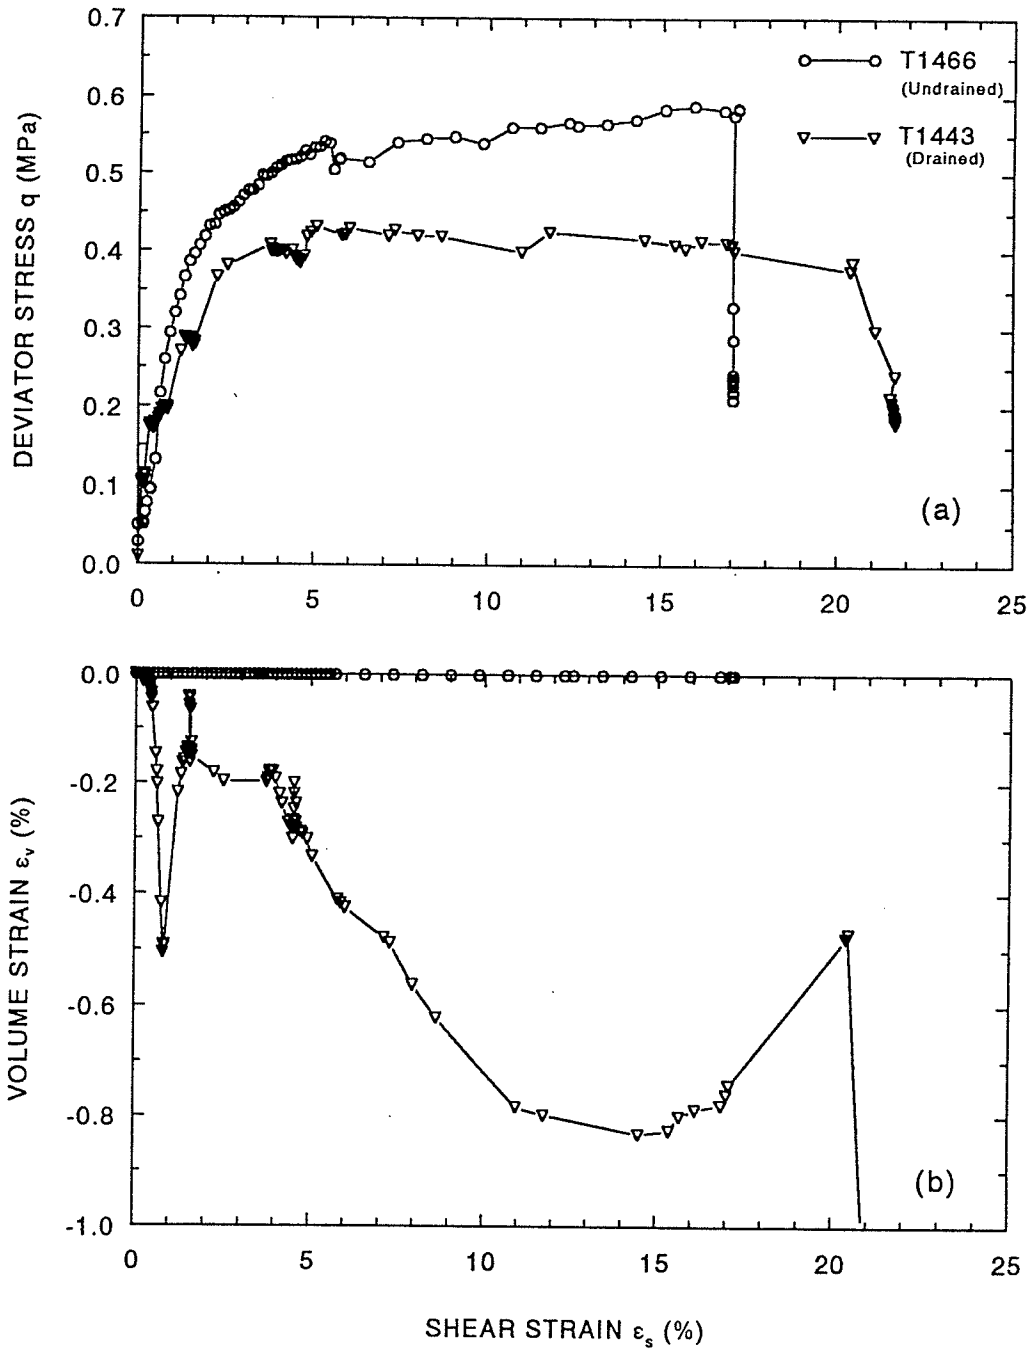 0.7
0.6
0.5
0.4
0.3
0.2
0.1
0.0
DEVIATOR STRESS q (MPa)
T1466
(Undrained)
T1443
(Drained)
(a)
0 5 10 15 20 25
0.0
-0.2
-0.4
-0.6
-0.8
-1.0
VOLUME STRAIN εv (%)
(b)
0 5 10 15 20 25
SHEAR STRAIN εs (%)